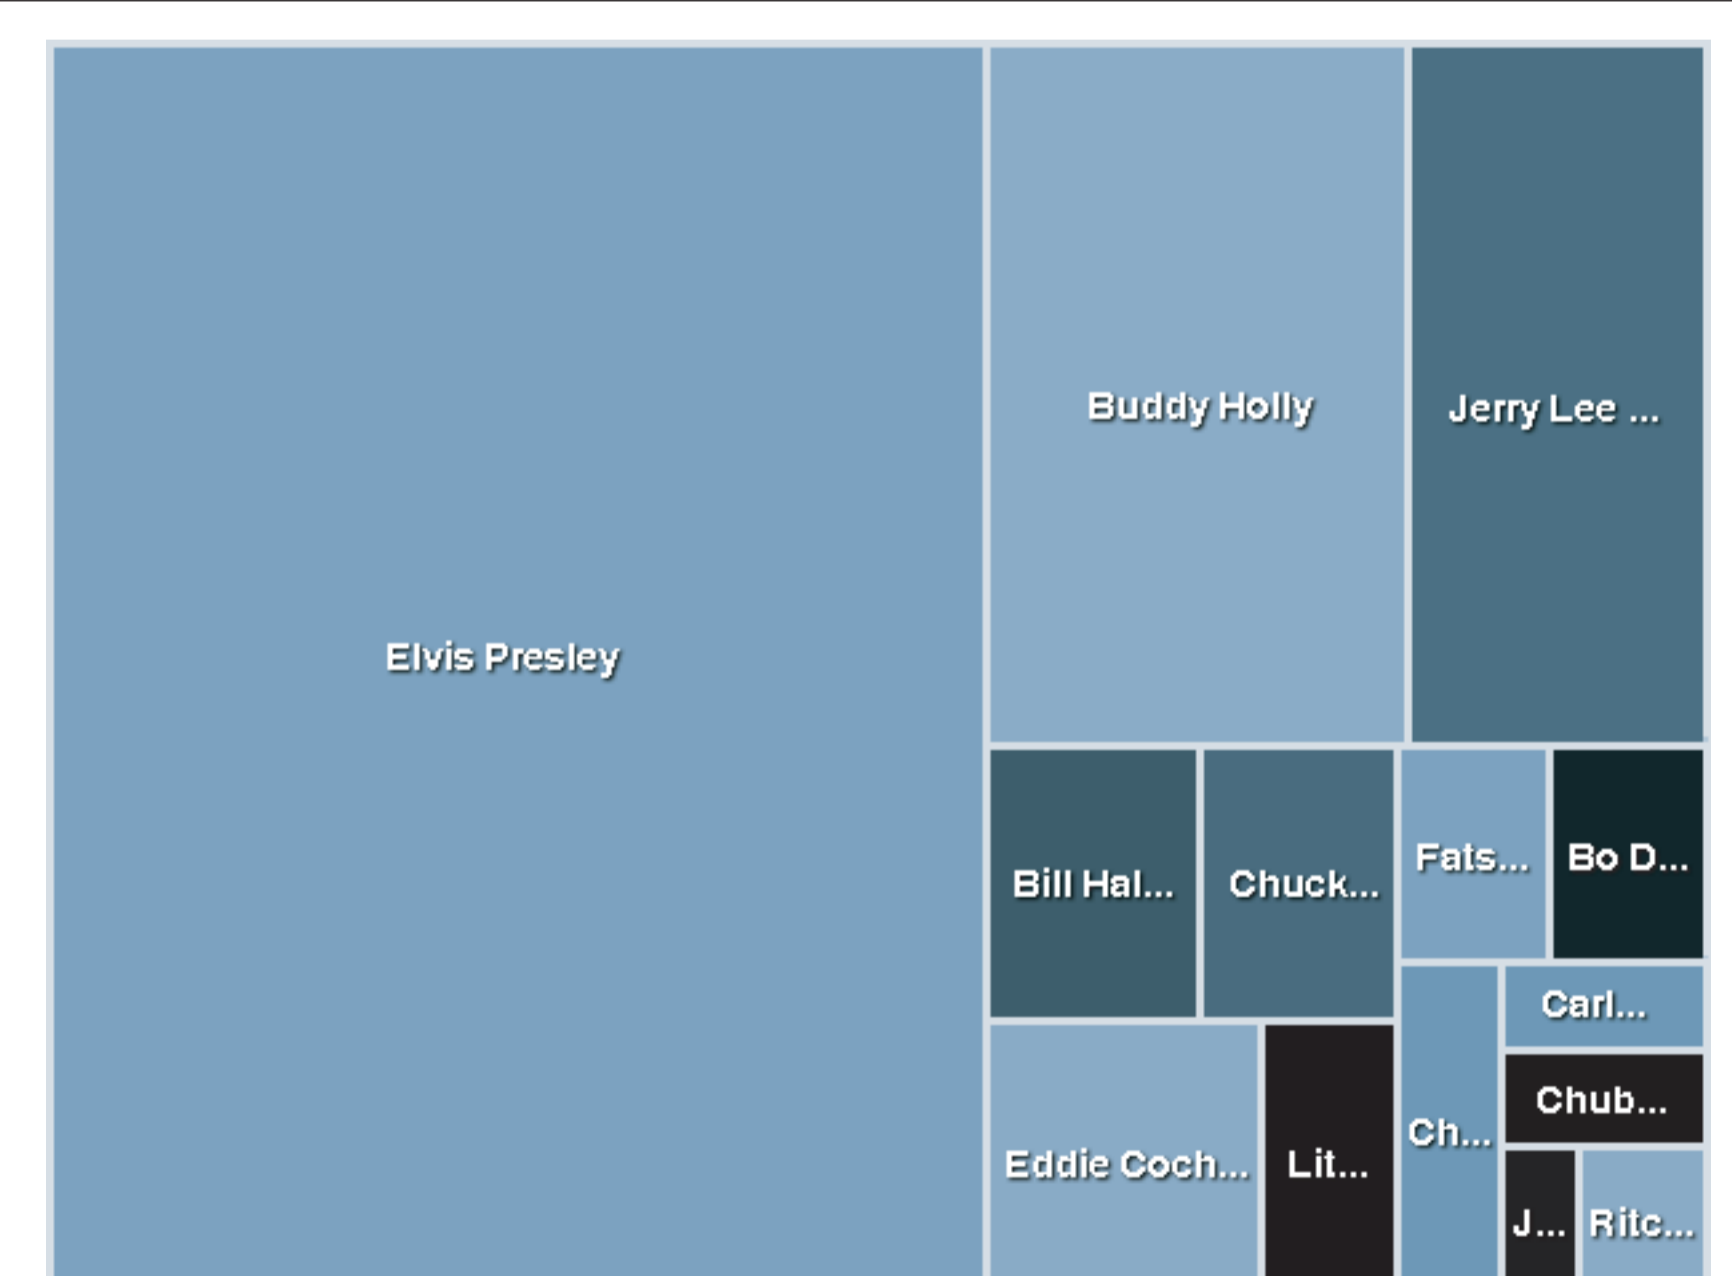 Elvis Presley
Buddy Holly
Jerry Lee ...
Bill Hal...
Chuck...
Fats...
Bo D...
Eddie Coch...
Lit...
Ch...
Carl...
Chub...
J...
Ritc...